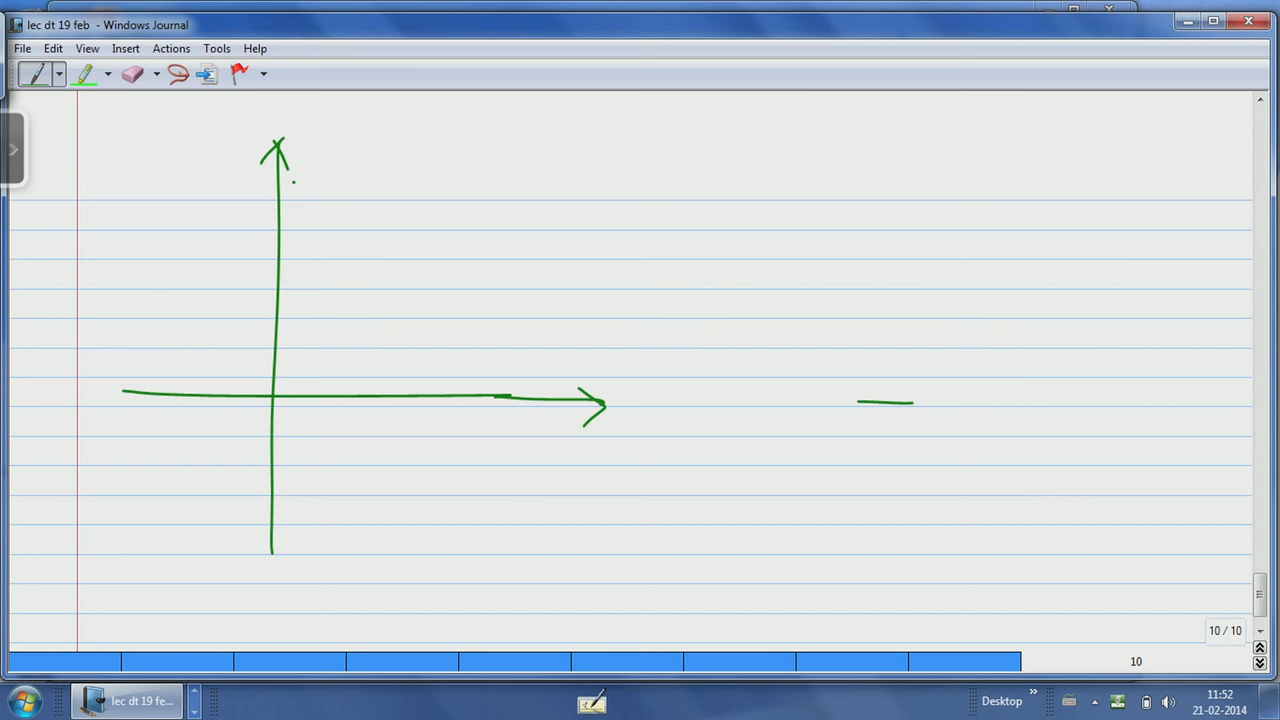 lec dt 19 feb - Windows Journal
File Edit View Insert Actions Tools Help
10 / 10
10
lec dt 19 fe...
Desktop
11:52
21-02-2014